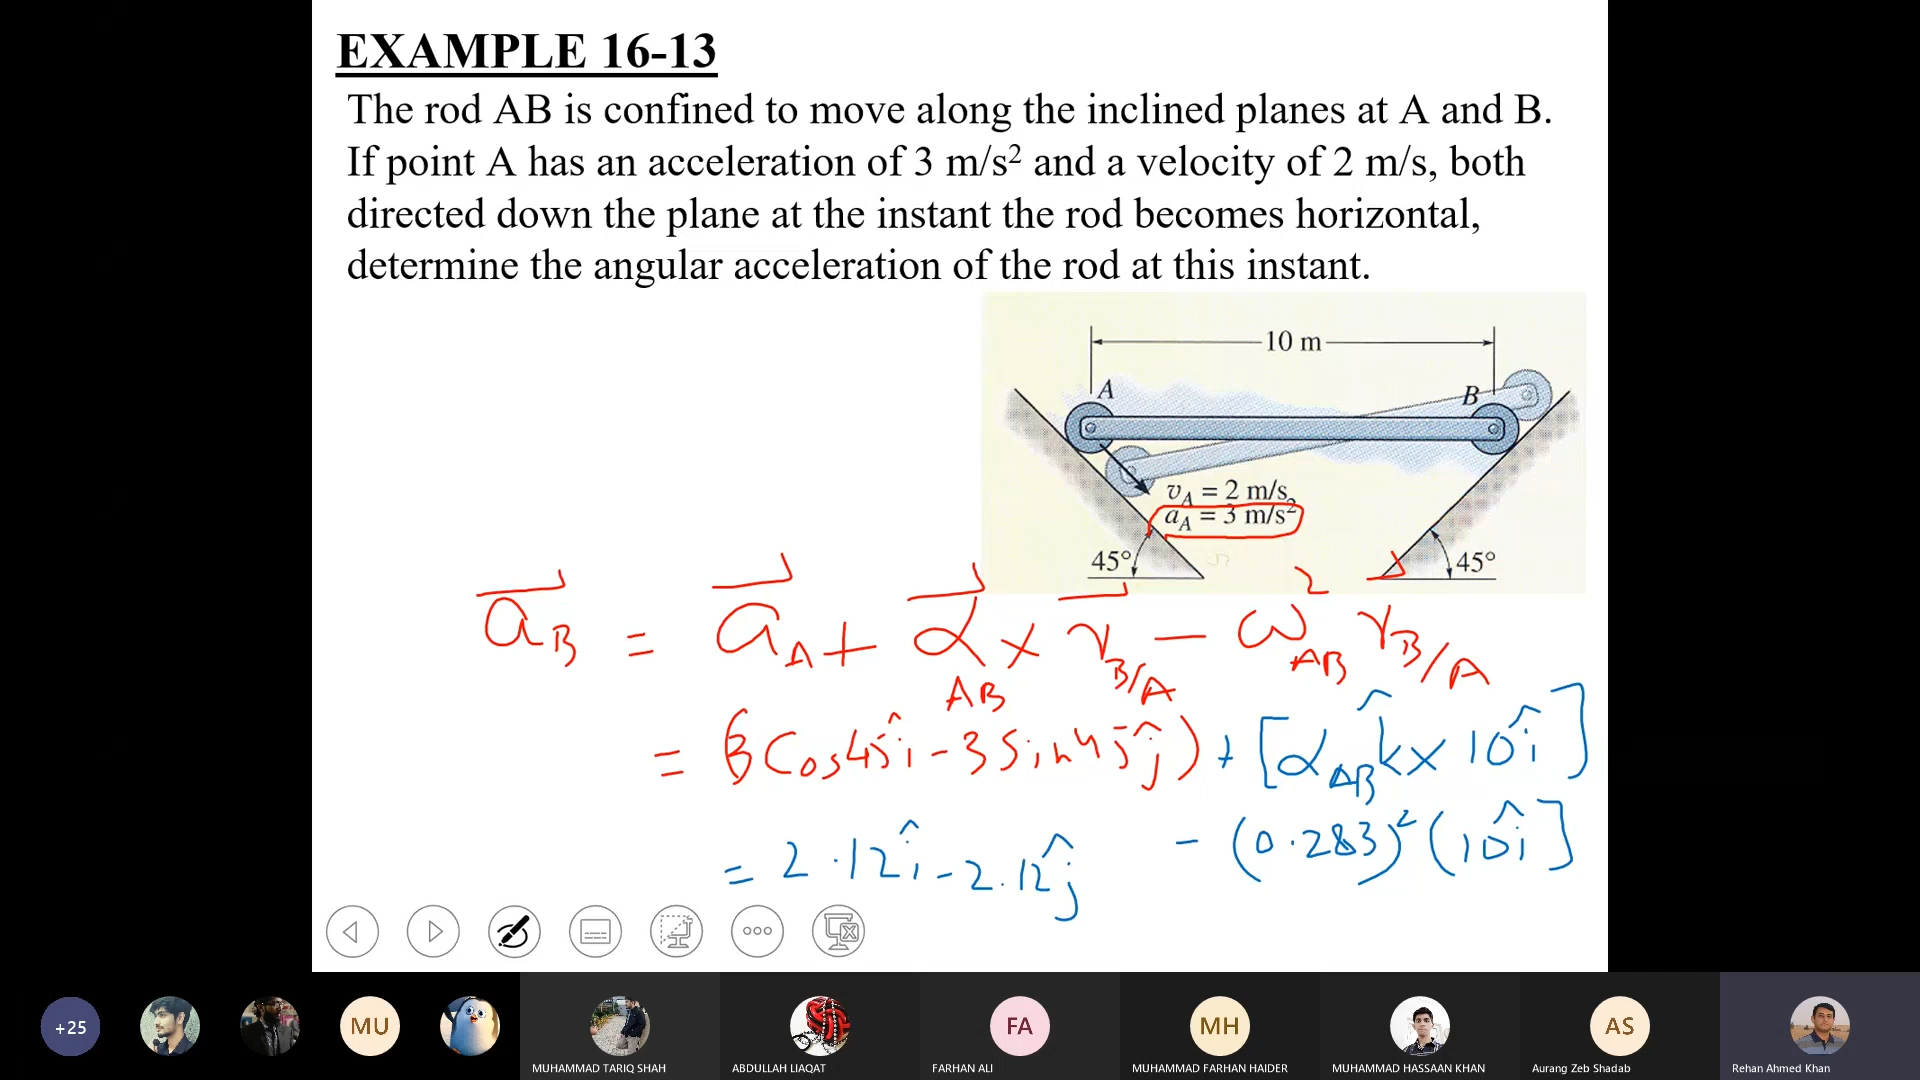 EXAMPLE 16-13
The rod AB is confined to move along the inclined planes at A and B.
If point A has an acceleration of 3 m/s² and a velocity of 2 m/s, both
directed down the plane at the instant the rod becomes horizontal,
determine the angular acceleration of the rod at this instant.
10 m
A
B
v_A = 2 m/s
a_A = 3 m/s²
45°
45°
a_B = a_A + α_AB × r_B/A − ω²_AB r_B/A
= (3Cos45 î − 3Sin45 ĵ) + [α_AB k̂ × 10 î]
− (0.283)² (10 î]
= 2.12 î − 2.12 ĵ
+25
MU
FA
MH
AS
MUHAMMAD TARIQ SHAH
ABDULLAH LIAQAT
FARHAN ALI
MUHAMMAD FARHAN HAIDER
MUHAMMAD HASSAAN KHAN
Aurang Zeb Shadab
Rehan Ahmed Khan